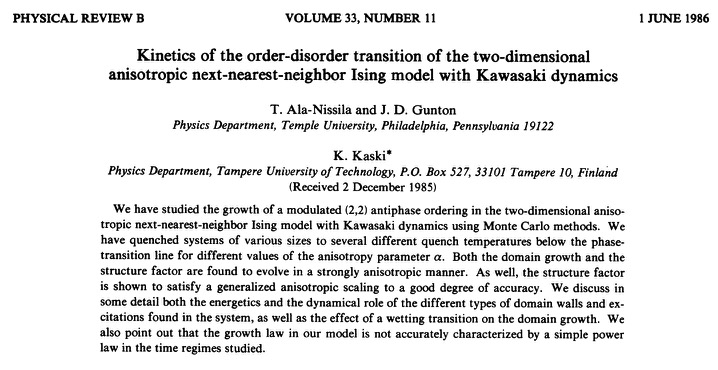 PHYSICAL REVIEW B VOLUME 33, NUMBER 11 1 JUNE 1986
Kinetics of the order-disorder transition of the two-dimensional
anisotropic next-nearest-neighbor Ising model with Kawasaki dynamics
T. Ala-Nissila and J. D. Gunton
Physics Department, Temple University, Philadelphia, Pennsylvania 19122
K. Kaski*
Physics Department, Tampere University of Technology, P.O. Box 527, 33101 Tampere 10, Finland
(Received 2 December 1985)
We have studied the growth of a modulated (2,2) antiphase ordering in the two-dimensional aniso-
tropic next-nearest-neighbor Ising model with Kawasaki dynamics using Monte Carlo methods. We
have quenched systems of various sizes to several different quench temperatures below the phase-
transition line for different values of the anisotropy parameter α. Both the domain growth and the
structure factor are found to evolve in a strongly anisotropic manner. As well, the structure factor
is shown to satisfy a generalized anisotropic scaling to a good degree of accuracy. We discuss in
some detail both the energetics and the dynamical role of the different types of domain walls and ex-
citations found in the system, as well as the effect of a wetting transition on the domain growth. We
also point out that the growth law in our model is not accurately characterized by a simple power
law in the time regimes studied.